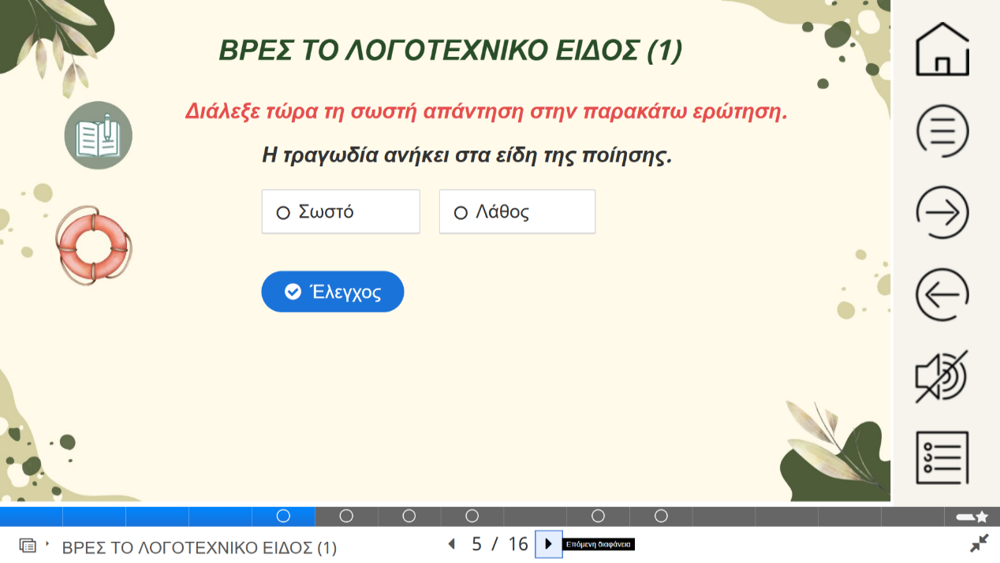 ΒΡΕΣ ΤΟ ΛΟΓΟΤΕΧΝΙΚΟ ΕΙΔΟΣ (1)
Διάλεξε τώρα τη σωστή απάντηση στην παρακάτω ερώτηση.
Η τραγωδία ανήκει στα είδη της ποίησης.
Σωστό
Λάθος
Έλεγχος
ΒΡΕΣ ΤΟ ΛΟΓΟΤΕΧΝΙΚΟ ΕΙΔΟΣ (1)
5 / 16
Επόμενη διαφάνεια